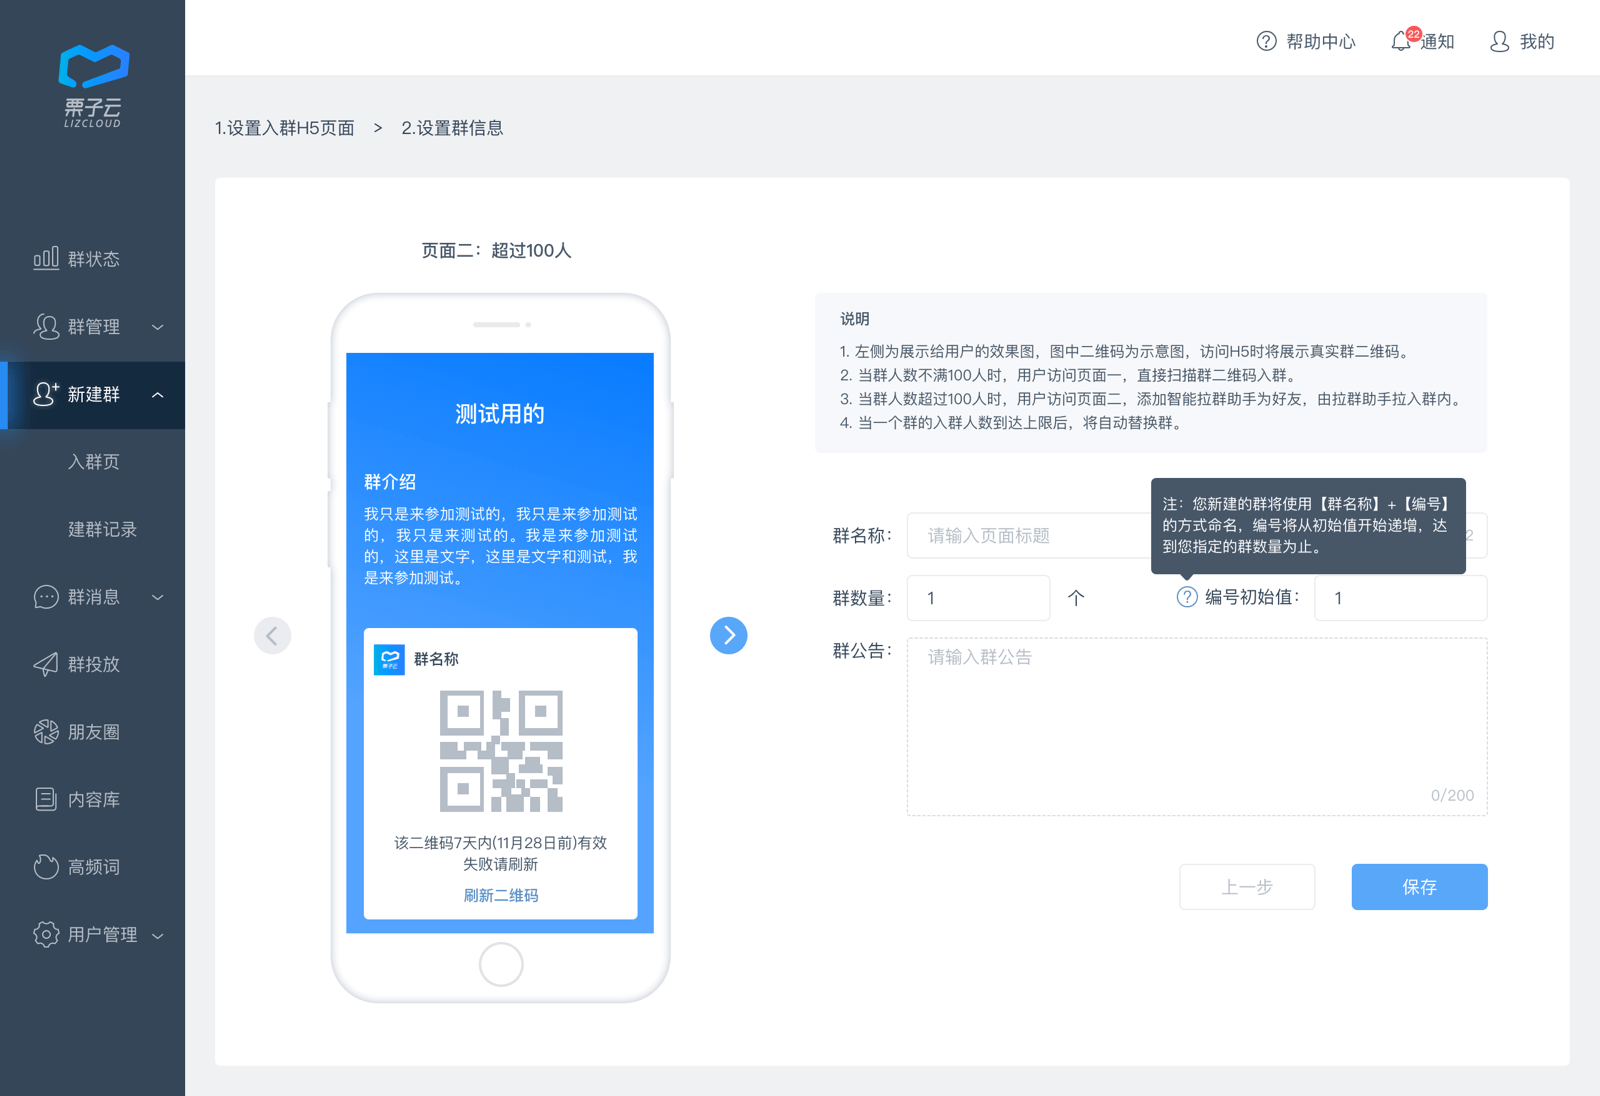 帮助中心
22
通知
我的
栗子云
LIZCLOUD
1.设置入群H5页面 > 2.设置群信息
群状态
群管理
新建群
入群页
建群记录
群消息
群投放
朋友圈
内容库
高频词
用户管理
页面二：超过100人
测试用的
群介绍
我只是来参加测试的，我只是来参加测试
的，我只是来测试的。我是来参加测试
的，这里是文字，这里是文字和测试，我
是来参加测试。
栗子云
群名称
该二维码7天内(11月28日前)有效
失败请刷新
刷新二维码
说明
1. 左侧为展示给用户的效果图，图中二维码为示意图，访问H5时将展示真实群二维码。
2. 当群人数不满100人时，用户访问页面一，直接扫描群二维码入群。
3. 当群人数超过100人时，用户访问页面二，添加智能拉群助手为好友，由拉群助手拉入群内。
4. 当一个群的入群人数到达上限后，将自动替换群。
注：您新建的群将使用【群名称】+【编号】
的方式命名，编号将从初始值开始递增，达
到您指定的群数量为止。
群名称： 请输入页面标题 2
群数量： 1 个 ? 编号初始值： 1
群公告： 请输入群公告
0/200
上一步
保存